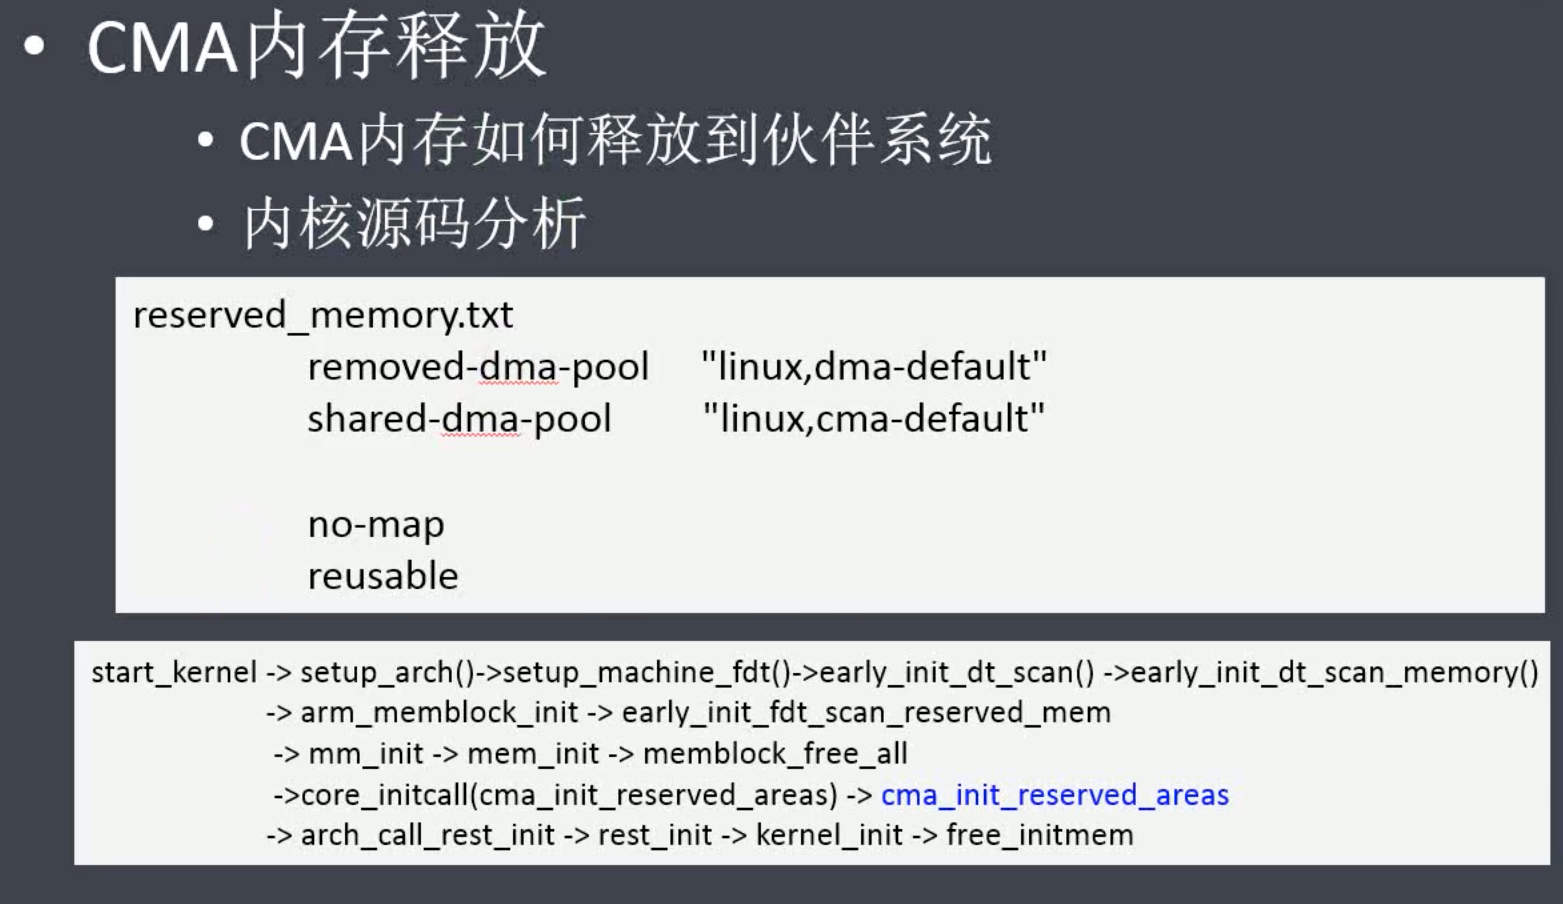 • CMA内存释放
• CMA内存如何释放到伙伴系统
• 内核源码分析
reserved_memory.txt
removed-dma-pool "linux,dma-default"
shared-dma-pool "linux,cma-default"
no-map
reusable
start_kernel -> setup_arch()->setup_machine_fdt()->early_init_dt_scan() ->early_init_dt_scan_memory()
-> arm_memblock_init -> early_init_fdt_scan_reserved_mem
-> mm_init -> mem_init -> memblock_free_all
->core_initcall(cma_init_reserved_areas) -> cma_init_reserved_areas
-> arch_call_rest_init -> rest_init -> kernel_init -> free_initmem